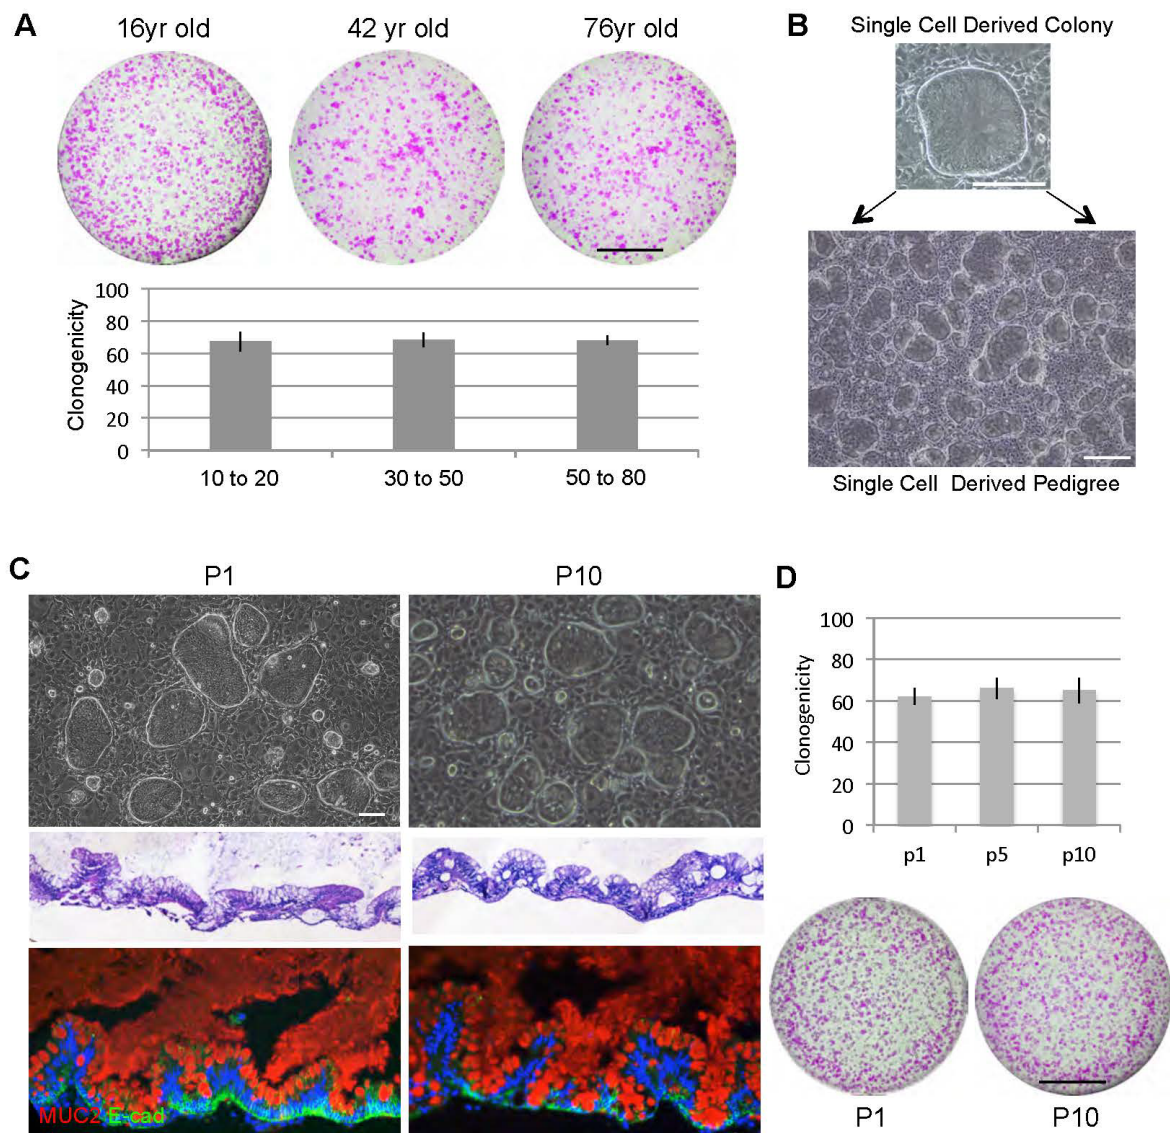 A
16yr old
42 yr old
76yr old
Clonogenicity
100
80
60
40
20
0
10 to 20
30 to 50
50 to 80
B
Single Cell Derived Colony
Single Cell Derived Pedigree
C
P1
P10
MUC2 E-cad
D
Clonogenicity
100
80
60
40
20
0
p1
p5
p10
P1
P10